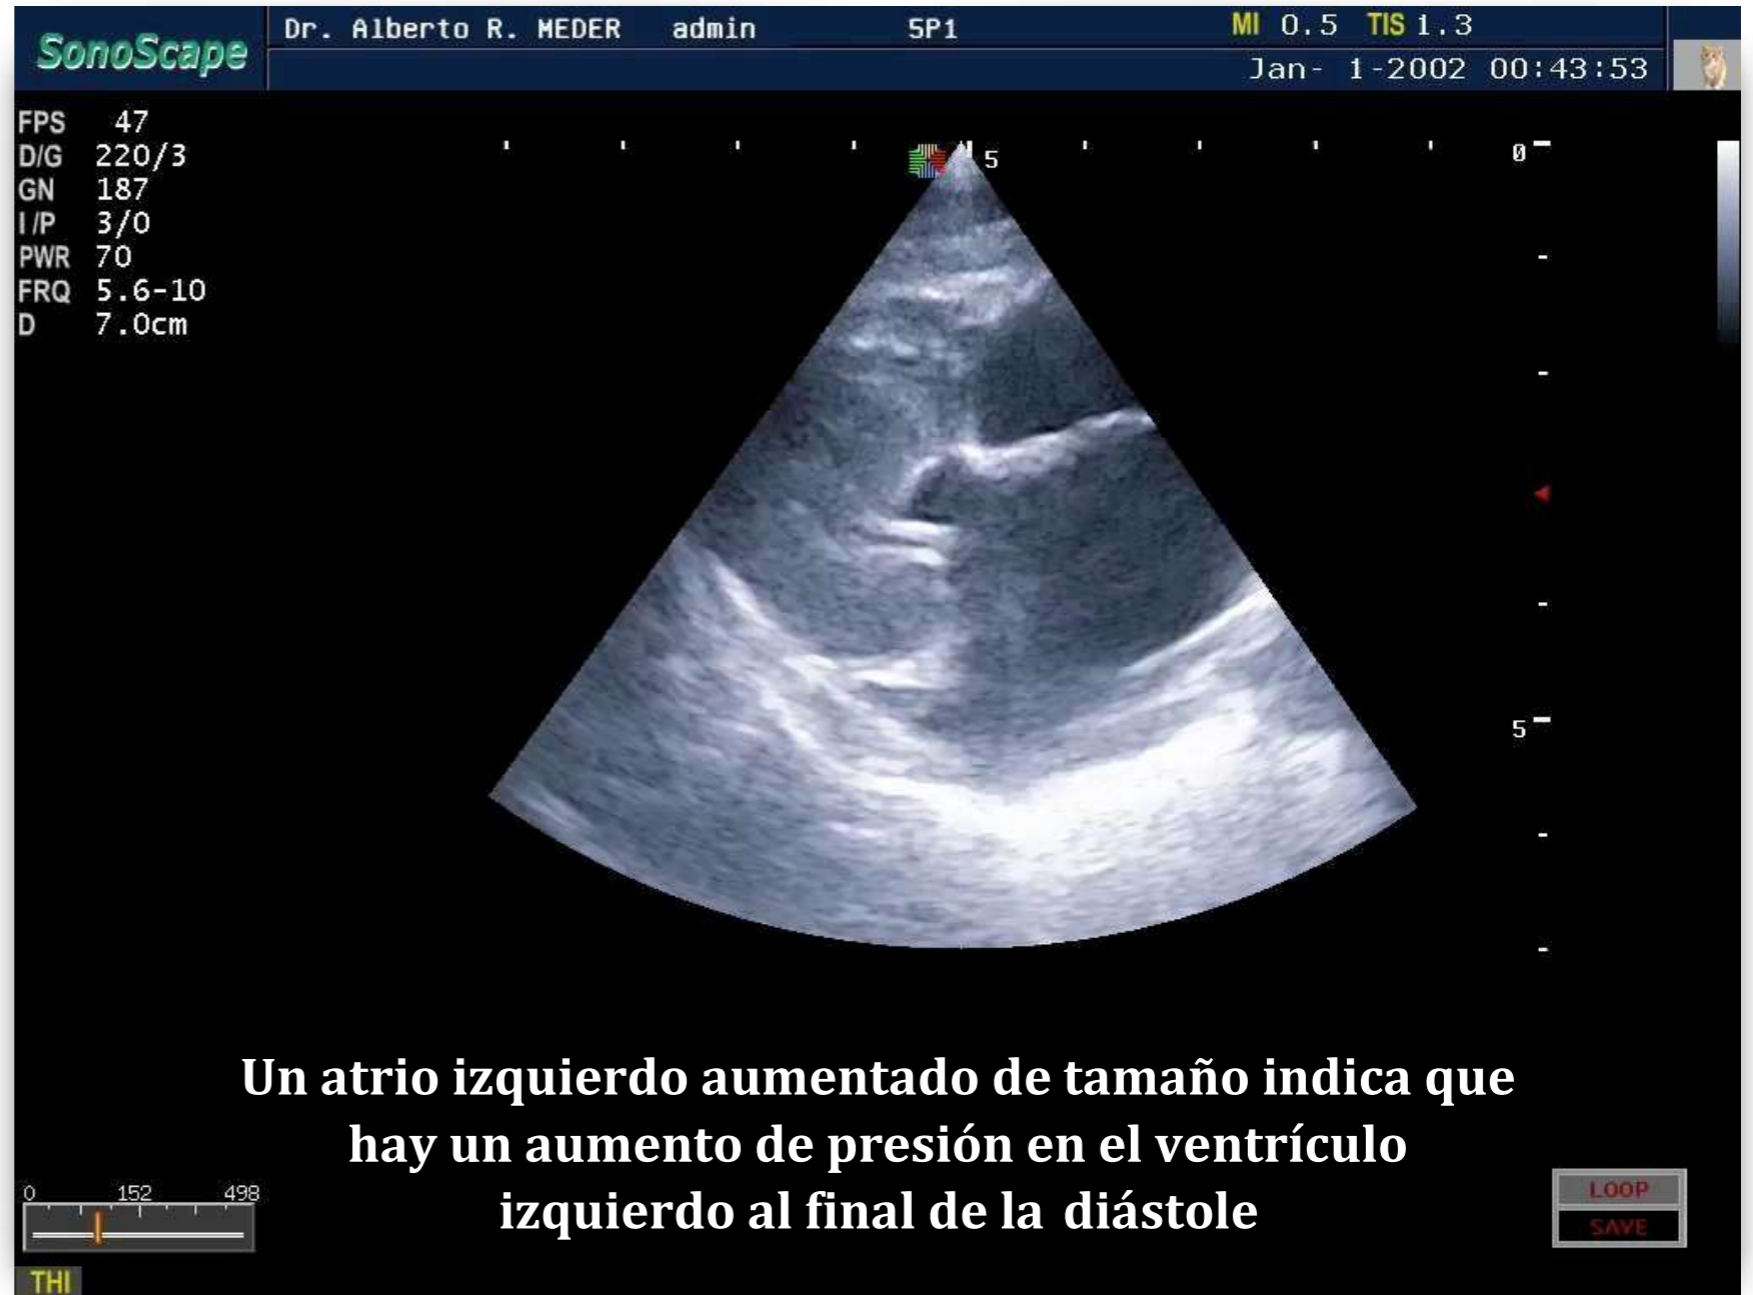 SonoScape
Dr. Alberto R. MEDER admin 5P1 MI 0.5 TIS 1.3
Jan- 1-2002 00:43:53
FPS 47
D/G 220/3
GN 187
I/P 3/0
PWR 70
FRQ 5.6-10
D 7.0cm
5
0
5
Un atrio izquierdo aumentado de tamaño indica que
hay un aumento de presión en el ventrículo
izquierdo al final de la diástole
0 152 498
LOOP
SAVE
THI